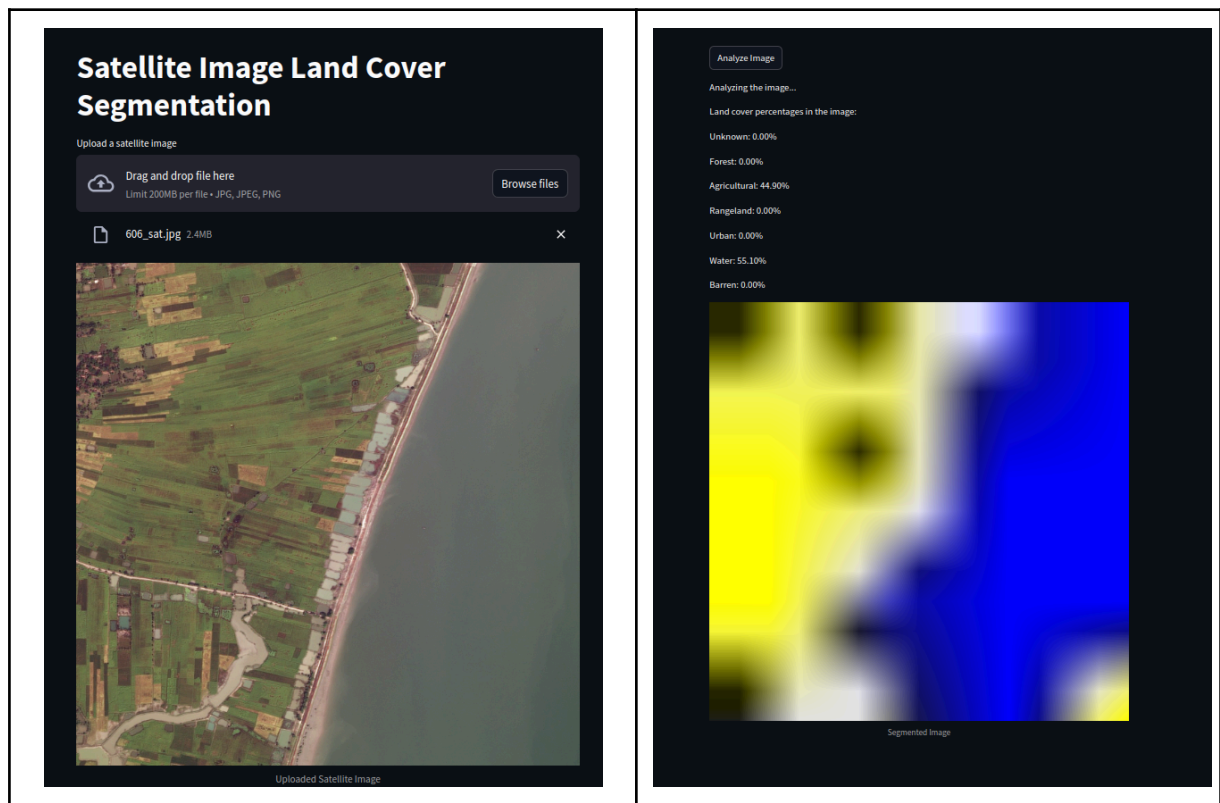 Satellite Image Land Cover
Segmentation
Upload a satellite image
Drag and drop file here
Limit 200MB per file • JPG, JPEG, PNG
Browse files
606_sat.jpg 2.4MB
Uploaded Satellite Image
Analyze Image
Analyzing the image...
Land cover percentages in the image:
Unknown: 0.00%
Forest: 0.00%
Agricultural: 44.90%
Rangeland: 0.00%
Urban: 0.00%
Water: 55.10%
Barren: 0.00%
Segmented Image